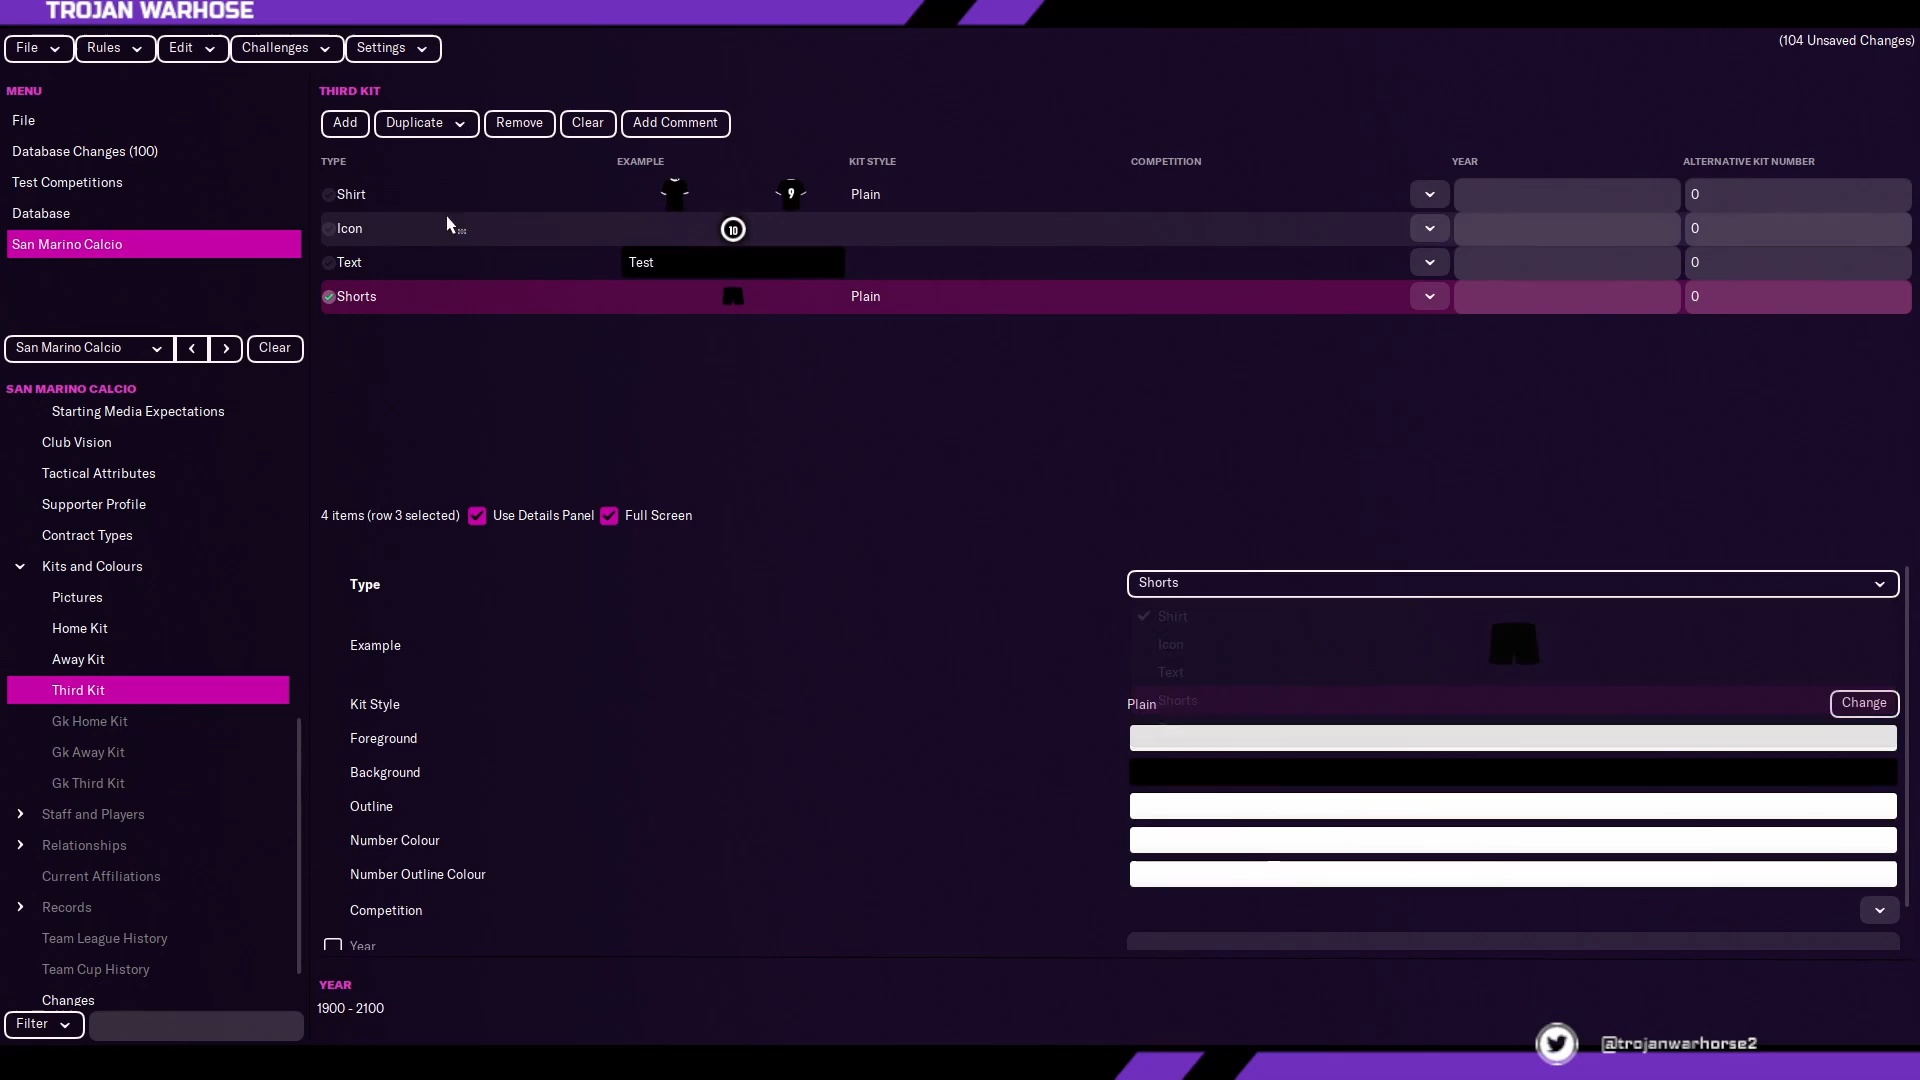 TROJAN WARHOSE
File
Rules
Edit
Challenges
Settings
(104 Unsaved Changes)
MENU
File
Database Changes (100)
Test Competitions
Database
San Marino Calcio
San Marino Calcio
Clear
SAN MARINO CALCIO
Starting Media Expectations
Club Vision
Tactical Attributes
Supporter Profile
Contract Types
Kits and Colours
Pictures
Home Kit
Away Kit
Third Kit
Gk Home Kit
Gk Away Kit
Gk Third Kit
Staff and Players
Relationships
Current Affiliations
Records
Team League History
Team Cup History
Changes
Filter
THIRD KIT
Add
Duplicate
Remove
Clear
Add Comment
TYPE EXAMPLE KIT STYLE COMPETITION YEAR ALTERNATIVE KIT NUMBER
Shirt 9 Plain 0
Icon 10 0
Text Test 0
Shorts Plain 0
4 items (row 3 selected) Use Details Panel Full Screen
Type Shorts
Shirt
Icon
Text
Shorts
Example
Kit Style Plain Change
Foreground
Background
Outline
Number Colour
Number Outline Colour
Competition
Year
YEAR
1900 - 2100
@trojanwarhorse2